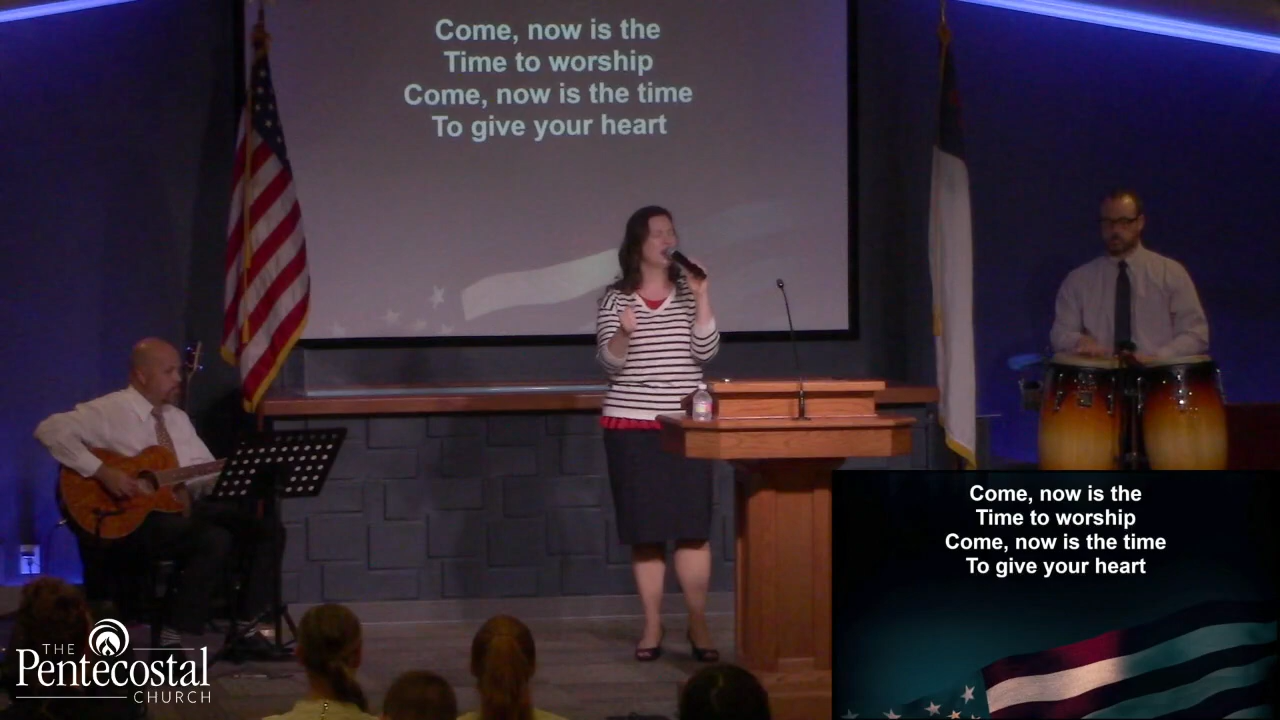 Come, now is the
Time to worship
Come, now is the time
To give your heart
Come, now is the
Time to worship
Come, now is the time
To give your heart
THE
Pentecostal
CHURCH